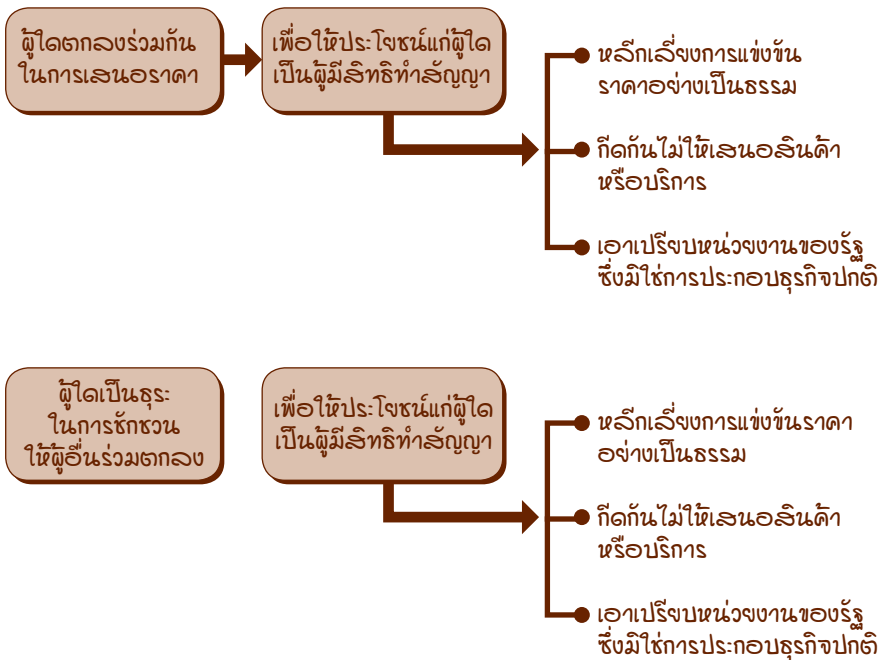 ผู้ใดตกลงร่วมกัน
ในการเสนอราคา
เพื่อให้ประโยชน์แก่ผู้ใด
เป็นผู้มีสิทธิทำสัญญา
หลีกเลี่ยงการแข่งขัน
ราคาอย่างเป็นธรรม
กีดกันไม่ให้เสนอสินค้า
หรือบริการ
เอาเปรียบหน่วยงานของรัฐ
ซึ่งมิใช่การประกอบธุรกิจปกติ
ผู้ใดเป็นธุระ
ในการชักชวน
ให้ผู้อื่นร่วมตกลง
เพื่อให้ประโยชน์แก่ผู้ใด
เป็นผู้มีสิทธิทำสัญญา
หลีกเลี่ยงการแข่งขันราคา
อย่างเป็นธรรม
กีดกันไม่ให้เสนอสินค้า
หรือบริการ
เอาเปรียบหน่วยงานของรัฐ
ซึ่งมิใช่การประกอบธุรกิจปกติ